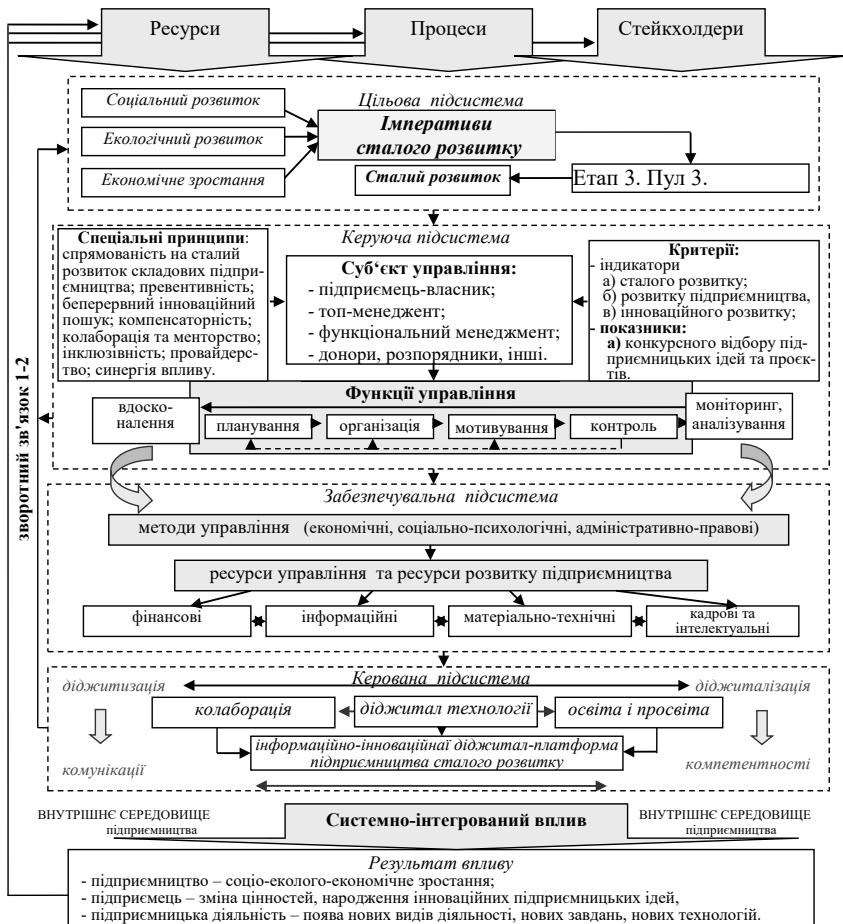 Ресурси
Процеси
Стейкхолдери
Соціальний розвиток
Екологічний розвиток
Економічне зростання
Цільова підсистема
Імперативи
сталого розвитку
Сталий розвиток
Етап 3. Пул 3.
Керуюча підсистема
Спеціальні принципи:
спрямованість на сталий
розвиток складових підпри-
ємництва; превентивність;
беперервний інноваційний
пошук; компенсаторність;
колаборація та менторство;
інклюзівність; провайдерс-
тво; синергія впливу.
Суб‘єкт управління:
- підприємець-власник;
- топ-менеджент;
- функціональний менеджмент;
- донори, розпорядники, інші.
Критерії:
- індикатори
а) сталого розвитку;
б) розвитку підприємництва,
в) інноваційного розвитку;
- показники:
а) конкурсного відбору під-
приємницьких ідей та проєк-
тів.
Функції управління
вдоско-
налення
планування
організація
мотивування
контроль
моніторинг,
аналізування
зворотний зв'язок 1-2
Забезпечувальна підсистема
методи управління (економічні, соціально-психологічні, адміністративно-правові)
ресурси управління та ресурси розвитку підприємництва
фінансові
інформаційні
матеріально-технічні
кадрові та
інтелектуальні
Керована підсистема
діджитизація
діджиталізація
колаборація
діджитал технології
освіта і просвіта
інформаційно-інноваційнаї діджитал-платформа
підприємництва сталого розвитку
комунікації
компетентності
ВНУТРІШНЄ СЕРЕДОВИЩЕ
підприємництва
Системно-інтегрований вплив
ВНУТРІШНЄ СЕРЕДОВИЩЕ
підприємництва
Результат впливу
- підприємництво – соціо-еколого-економічне зростання;
- підприємець – зміна цінностей, народження інноваційних підприємницьких ідей,
- підприємницька діяльність – поява нових видів діяльності, нових завдань, нових технологій.